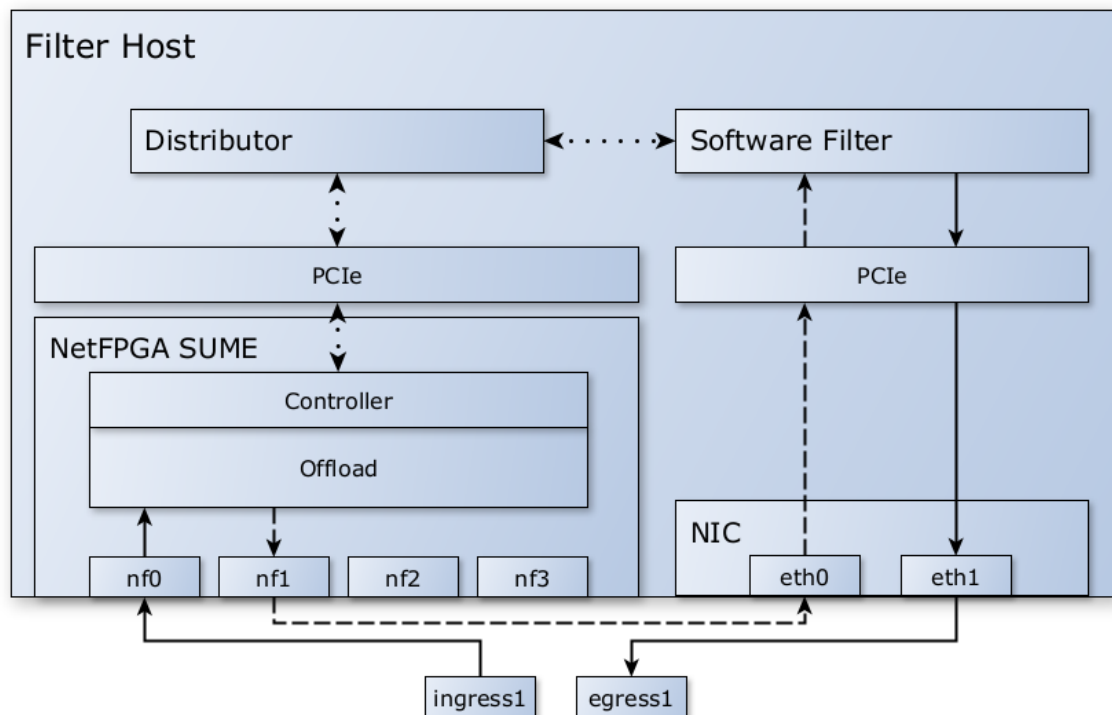 Filter Host
Distributor
Software Filter
PCIe
PCIe
NetFPGA SUME
Controller
Offload
NIC
nf0
nf1
nf2
nf3
eth0
eth1
ingress1
egress1